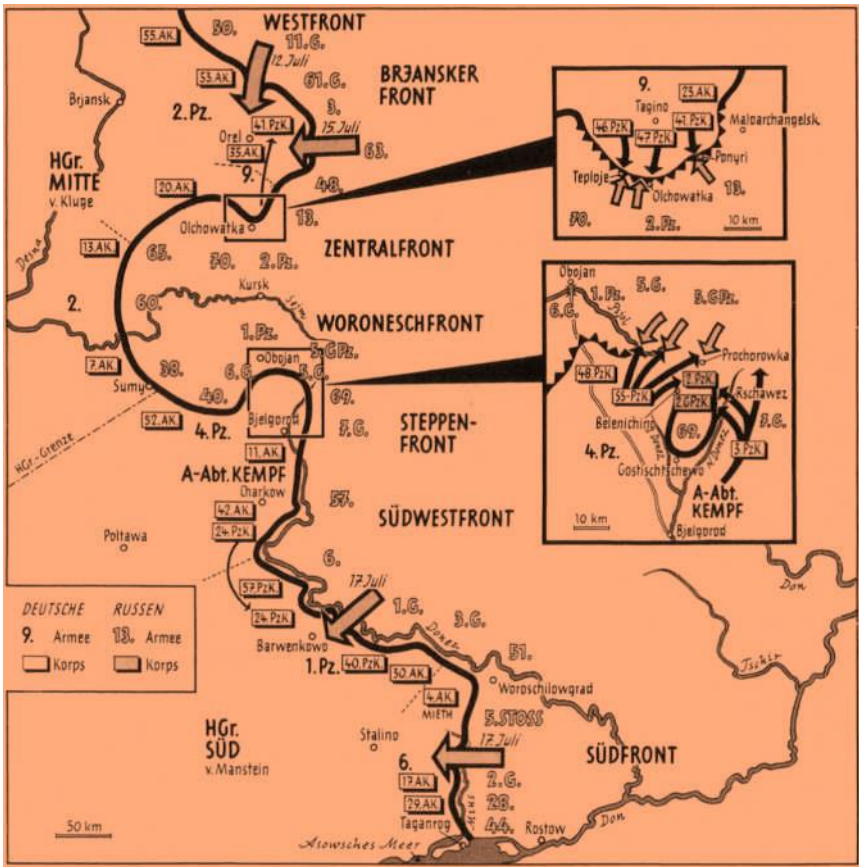 WESTFRONT
50.
11.G.
55.AK.
12. Juli
53.AK.
61.G.
BRJANSKER
FRONT
Brjansk
2.Pz.
3.
41.PzK
15. Juli
Orel
35.AK.
63.
HGr.
MITTE
v. Kluge
9.
48.
20.AK.
13.
Olchowatka
Desna
13.AK.
65.
ZENTRALFRONT
70.
2.Pz.
Kursk
2.
60.
Sejm
WORONESCHFRONT
1.Pz.
5.GPz.
Obojan
7.AK.
38.
6.G.
5.G.
Sumy
40.
69.
52.AK.
4.Pz.
STEPPEN-
FRONT
Bjelgorod
7.G.
HGr.-Grenze
11.AK.
A-Abt. KEMPF
Charkow
57.
42.AK.
24.PzK.
SÜDWESTFRONT
Poltawa
6.
17. Juli
57.PzK.
1.G.
24.PzK.
3.G.
Donez
Barwenkowo
51.
1.Pz.
40.PzK.
30.AK.
Woroschilowgrad
4.AK.
MIETH
5.STOSS
HGr.
SÜD
v. Manstein
Stalino
17. Juli
SÜDFRONT
6.
2.G.
17.AK.
28.
29.AK.
Mius
44.
Taganrog
Rostow
Don
Asowsches Meer
Don
Tschir
50 km
DEUTSCHE
RUSSEN
9. Armee
13. Armee
Korps
Korps
9.
23.AK.
Tagino
Maloarchangelsk
46.PzK
47.PzK
41.PzK
Ponyri
Teploje
13.
Olchowatka
70.
2.Pz.
10 km
Obojan
5.G.
1.Pz.
5.GPz.
6.G.
Psjol
Prochorowka
48.PzK
2.PzK
SS-PzK
2.GPzK
Rschawez
Belenichino
7.G.
69.
Donez
N. Donez
4.Pz.
3.PzK
Gostischtschewo
A-Abt.
KEMPF
10 km
Bjelgorod